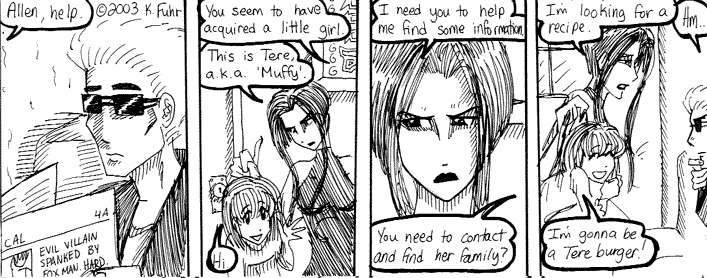 Allen, help.
©2003 K. Fuhr
CAL
4A
EVIL VILLAIN
SPANKED BY
FOX MAN. HARD.
You seem to have
acquired a little girl.
This is Tere,
a.k.a. 'Muffy'.
Hi
I need you to help
me find some information
You need to contact
and find her family?
I'm looking for a
recipe.
Hm..
I'm gonna be
a Tere burger!